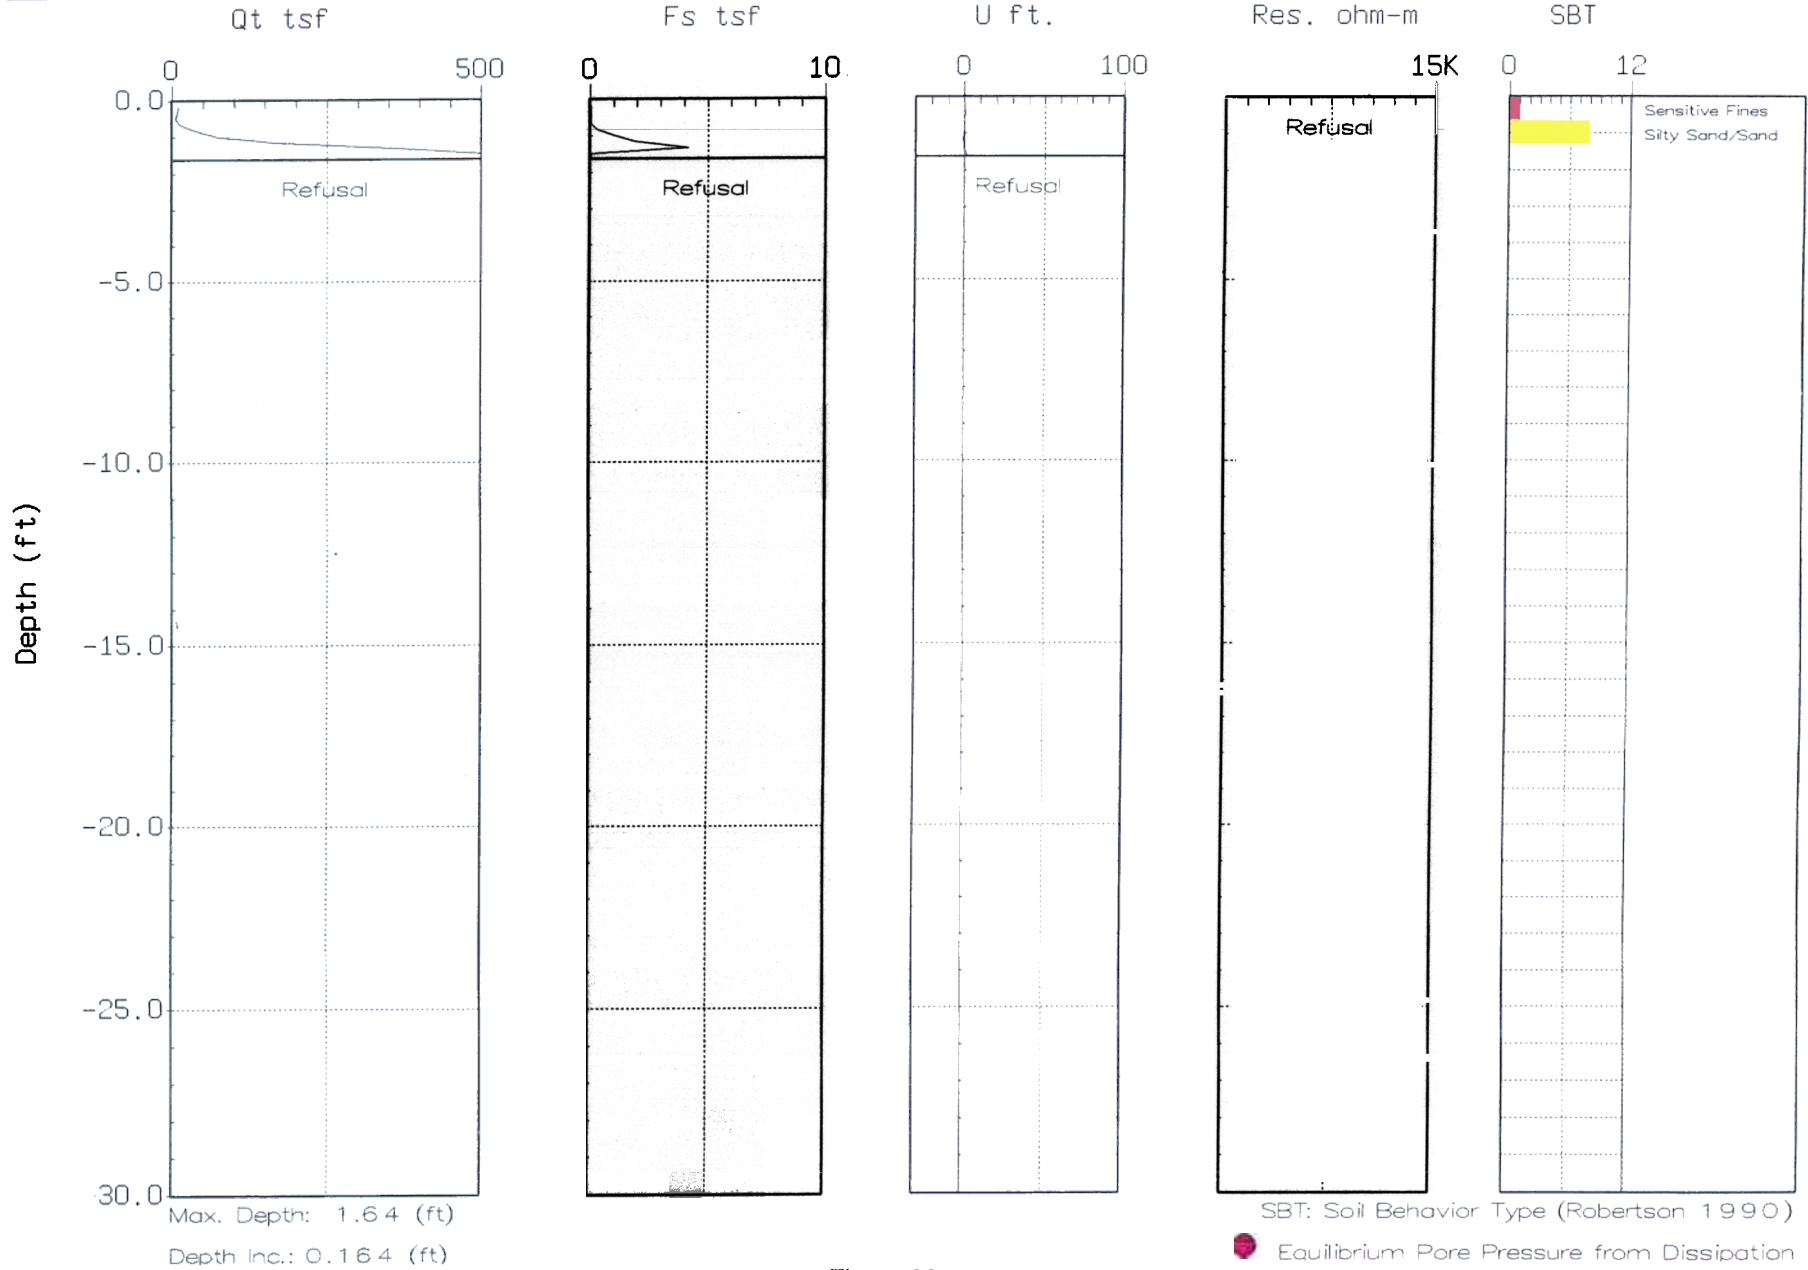 Qt tsf Fs tsf U ft. Res. ohm-m SBT
0 500 0 10 0 100 15K 0 12
0.0
Sensitive Fines
Refusal
Silty Sand/Sand
Refusal Refusal Refusal
-5.0
-10.0
Depth (ft)
-15.0
-20.0
-25.0
30.0
Max. Depth: 1.64 (ft)
SBT: Soil Behavior Type (Robertson 1990)
Depth Inc.: 0.164 (ft)
Equilibrium Pore Pressure from Dissipation